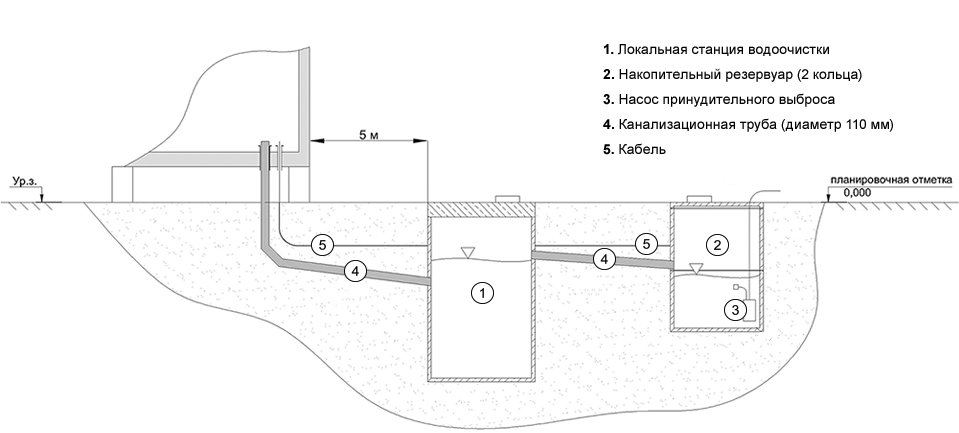 1. Локальная станция водоочистки
2. Накопительный резервуар (2 кольца)
3. Насос принудительного выброса
4. Канализационная труба (диаметр 110 мм)
5. Кабель
5 м
Ур.з.
планировочная отметка
0,000
5
4
5
4
2
1
3